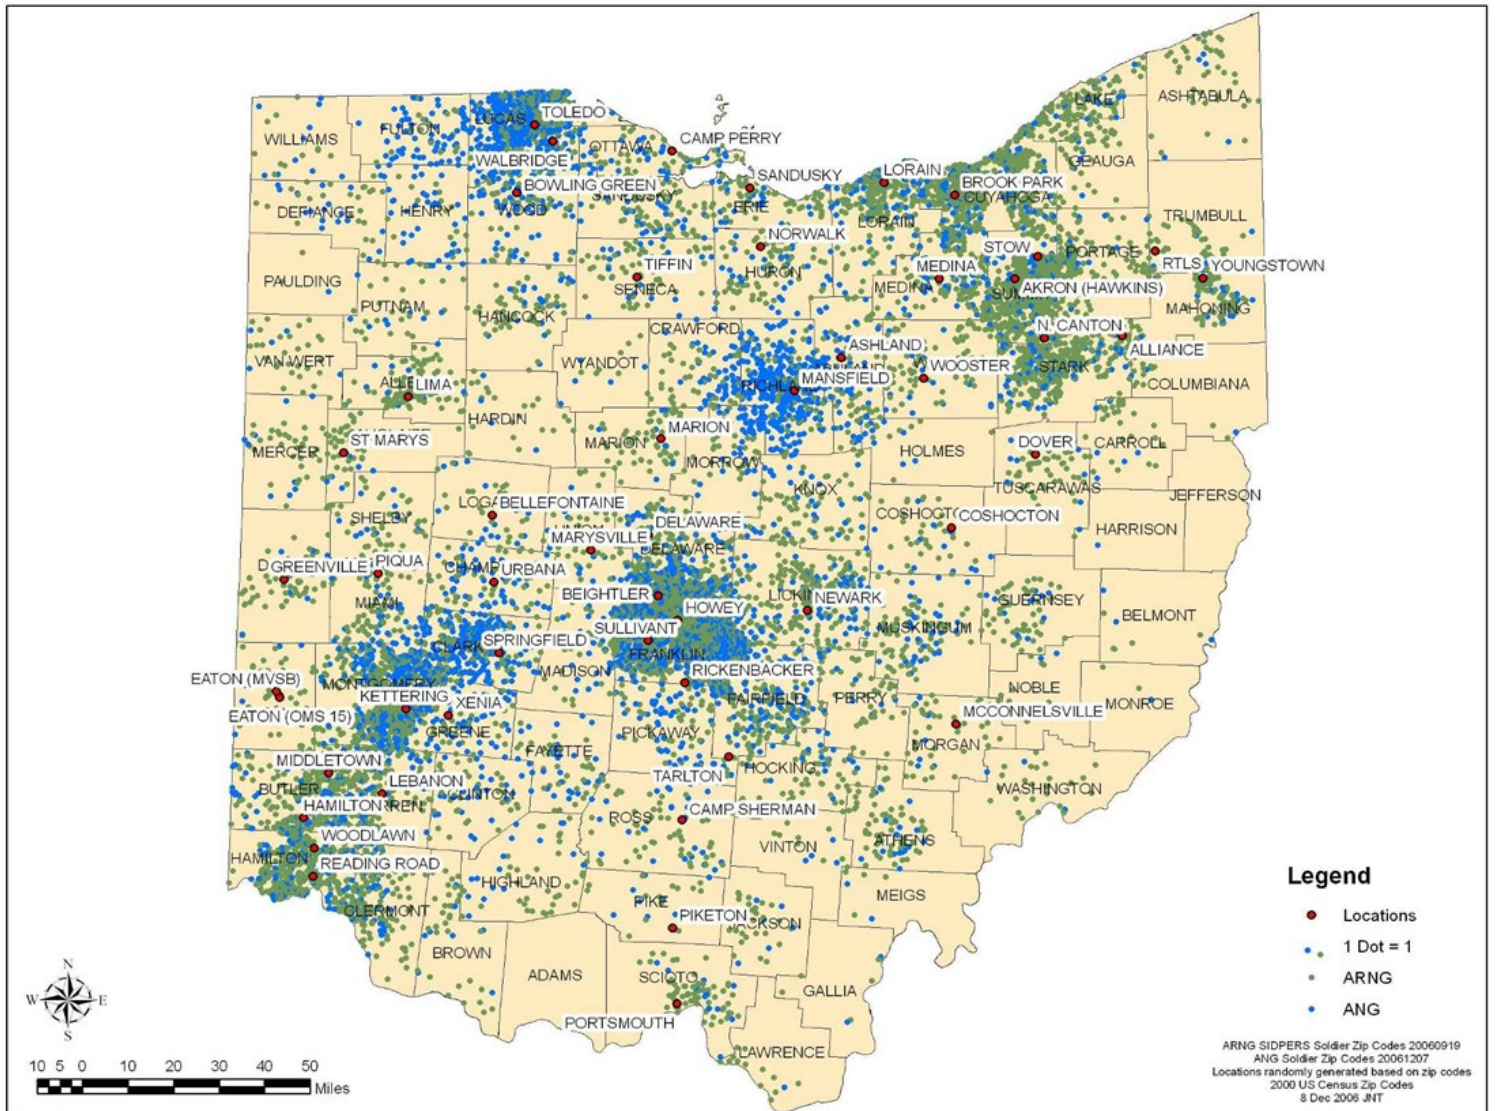 LAKE
ASHTABULA
TOLEDO
LUCAS
FULTON
WILLIAMS
CAMP PERRY
OTTAWA
WALBRIDGE
GEAUGA
LORAIN
SANDUSKY
BROOK PARK
BOWLING GREEN
CUYAHOGA
SANDUSKY
ERIE
DEFIANCE
HENRY
WOOD
TRUMBULL
LORAIN
NORWALK
STOW
PORTAGE
TIFFIN
HURON
MEDINA
RTLS
YOUNGSTOWN
PAULDING
SENECA
MEDINA
AKRON (HAWKINS)
PUTNAM
MAHONING
HANCOCK
CRAWFORD
N. CANTON
ASHLAND
ALLIANCE
VAN WERT
WYANDOT
WOOSTER
STARK
LIMA
MANSFIELD
COLUMBIANA
HARDIN
MARION
ST MARYS
MARION
DOVER
CARROLL
MERCER
HOLMES
MORROW
KNOX
TUSCARAWAS
JEFFERSON
BELLEFONTAINE
COSHOCTON
SHELBY
DELAWARE
HARRISON
MARYSVILLE
DELAWARE
GREENVILLE
PIQUA
URBANA
BEIGHTLER
NEWARK
MIAMI
HOWEY
GUERNSEY
BELMONT
SULLIVANT
MUSKINGUM
CLARK
SPRINGFIELD
FRANKLIN
MADISON
RICKENBACKER
EATON (MVSB)
MONTGOMERY
NOBLE
KETTERING
XENIA
FAIRFIELD
PERRY
MONROE
EATON (OMS 15)
MCCONNELSVILLE
GREENE
PICKAWAY
MORGAN
FAYETTE
MIDDLETOWN
HOCKING
TARLTON
LEBANON
BUTLER
CLINTON
WASHINGTON
HAMILTON
ROSS
CAMP SHERMAN
WOODLAWN
ATHENS
VINTON
HAMILTON
READING ROAD
HIGHLAND
MEIGS
PIKE
CLERMONT
PIKETON
JACKSON
BROWN
ADAMS
SCIOTO
GALLIA
PORTSMOUTH
LAWRENCE
Legend
Locations
1 Dot = 1
ARNG
ANG
N
W E
S
10 5 0 10 20 30 40 50
Miles
ARNG SIDPERS Soldier Zip Codes 20060919
ANG Soldier Zip Codes 20061207
Locations randomly generated based on zip codes
2000 US Census Zip Codes
8 Dec 2006 JNT